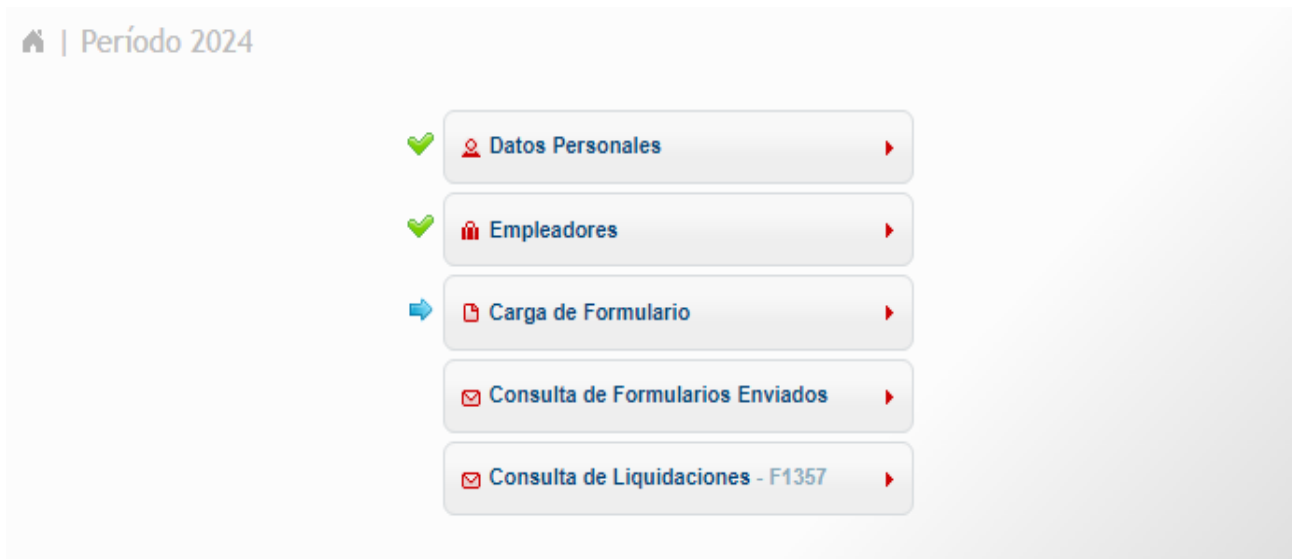 | Período 2024
Datos Personales
Empleadores
Carga de Formulario
Consulta de Formularios Enviados
Consulta de Liquidaciones - F1357